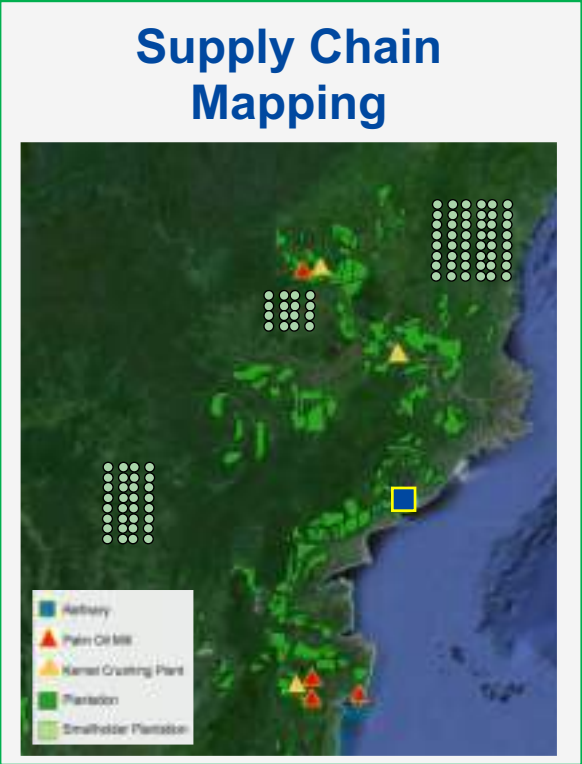 Supply Chain
Mapping
Refinery
Palm Oil Mill
Kernel Crushing Plant
Plantation
Smallholder Plantation